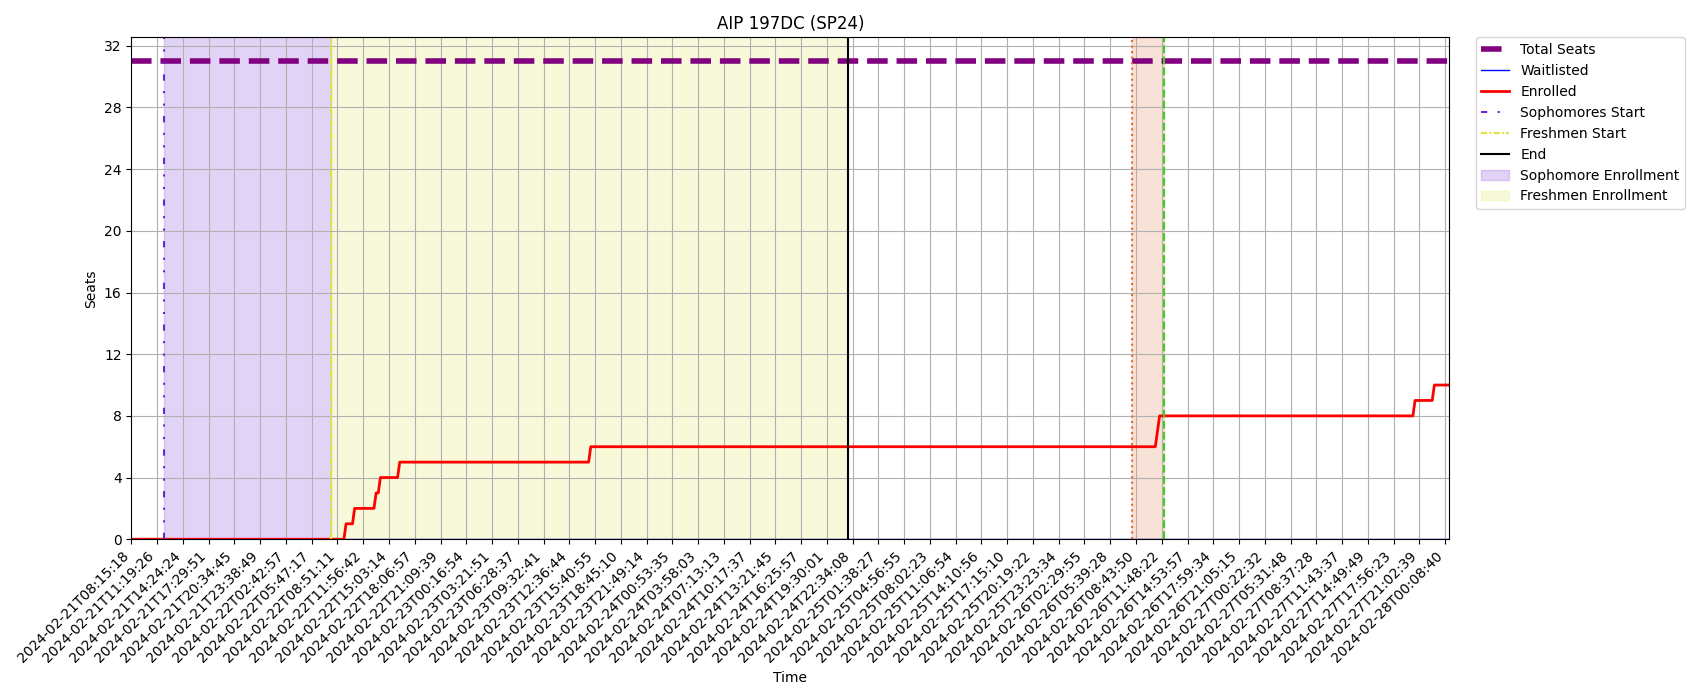 AIP 197DC (SP24)
Total Seats
Waitlisted
Enrolled
Sophomores Start
Freshmen Start
End
Sophomore Enrollment
Freshmen Enrollment
Seats
32
28
24
20
16
12
8
4
0
2024-02-21T08:15:18
2024-02-21T11:19:26
2024-02-21T14:24:24
2024-02-21T17:29:51
2024-02-21T20:34:45
2024-02-21T23:38:49
2024-02-22T02:42:57
2024-02-22T05:47:17
2024-02-22T08:51:11
2024-02-22T11:56:42
2024-02-22T15:03:14
2024-02-22T18:06:57
2024-02-22T21:09:39
2024-02-23T00:16:54
2024-02-23T03:21:51
2024-02-23T06:28:37
2024-02-23T09:32:41
2024-02-23T12:36:44
2024-02-23T15:40:55
2024-02-23T18:45:10
2024-02-23T21:49:14
2024-02-24T00:53:35
2024-02-24T03:58:03
2024-02-24T07:13:13
2024-02-24T10:17:37
2024-02-24T13:21:45
2024-02-24T16:25:57
2024-02-24T19:30:01
2024-02-24T22:34:08
2024-02-25T01:38:27
2024-02-25T04:56:55
2024-02-25T08:02:23
2024-02-25T11:06:54
2024-02-25T14:10:56
2024-02-25T17:15:10
2024-02-25T20:19:22
2024-02-25T23:23:34
2024-02-26T02:29:55
2024-02-26T05:39:28
2024-02-26T08:43:50
2024-02-26T11:48:22
2024-02-26T14:53:57
2024-02-26T17:59:34
2024-02-26T21:05:15
2024-02-27T00:22:32
2024-02-27T05:31:48
2024-02-27T08:37:28
2024-02-27T11:43:37
2024-02-27T14:49:49
2024-02-27T17:56:23
2024-02-27T21:02:39
2024-02-28T00:08:40
Time